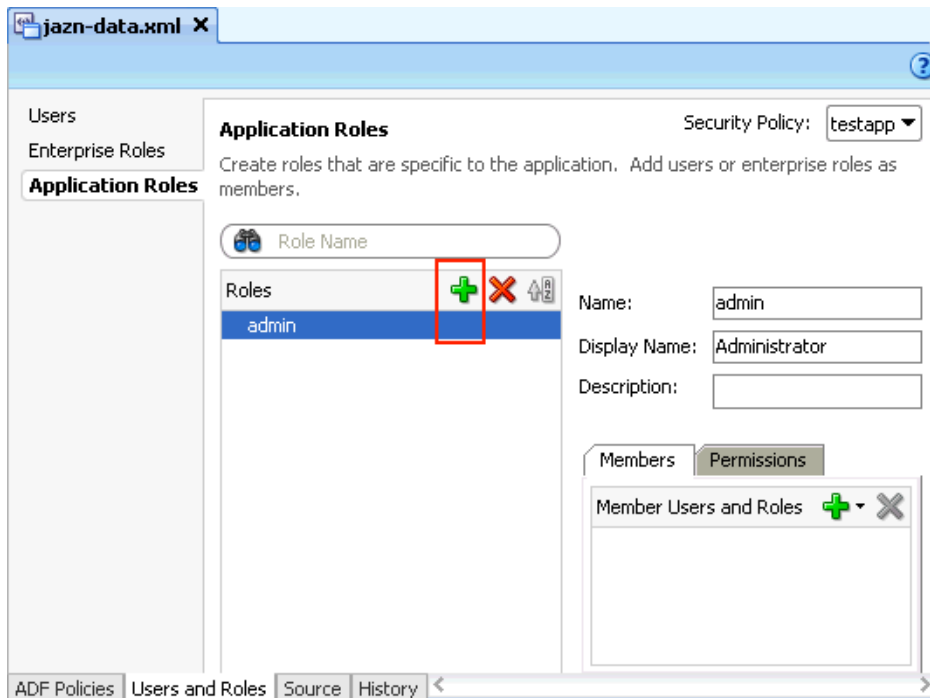 jazn-data.xml
Users
Enterprise Roles
Application Roles
Application Roles
Security Policy: testapp
Create roles that are specific to the application. Add users or enterprise roles as
members.
Role Name
Roles
admin
Name: admin
Display Name: Administrator
Description:
Members Permissions
Member Users and Roles
ADF Policies Users and Roles Source History